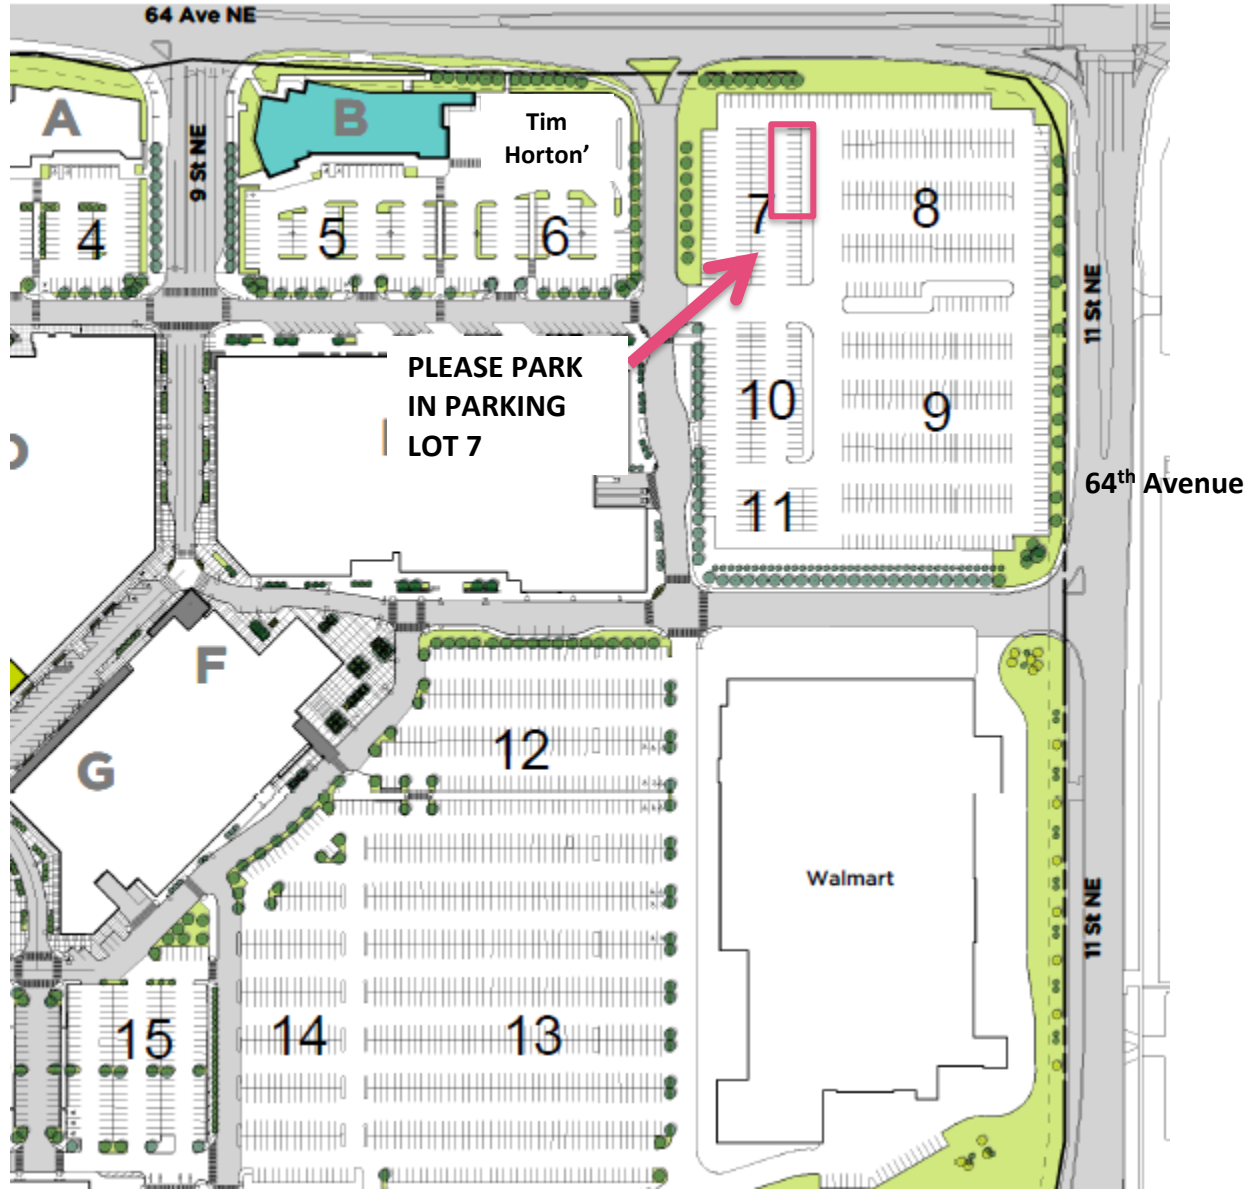 64 Ave NE
A
9 St NE
B
Tim
Horton’
4
5
6
7
8
11 St NE
PLEASE PARK
IN PARKING
LOT 7
10
9
11
64th Avenue
F
G
12
Walmart
11 St NE
15
14
13